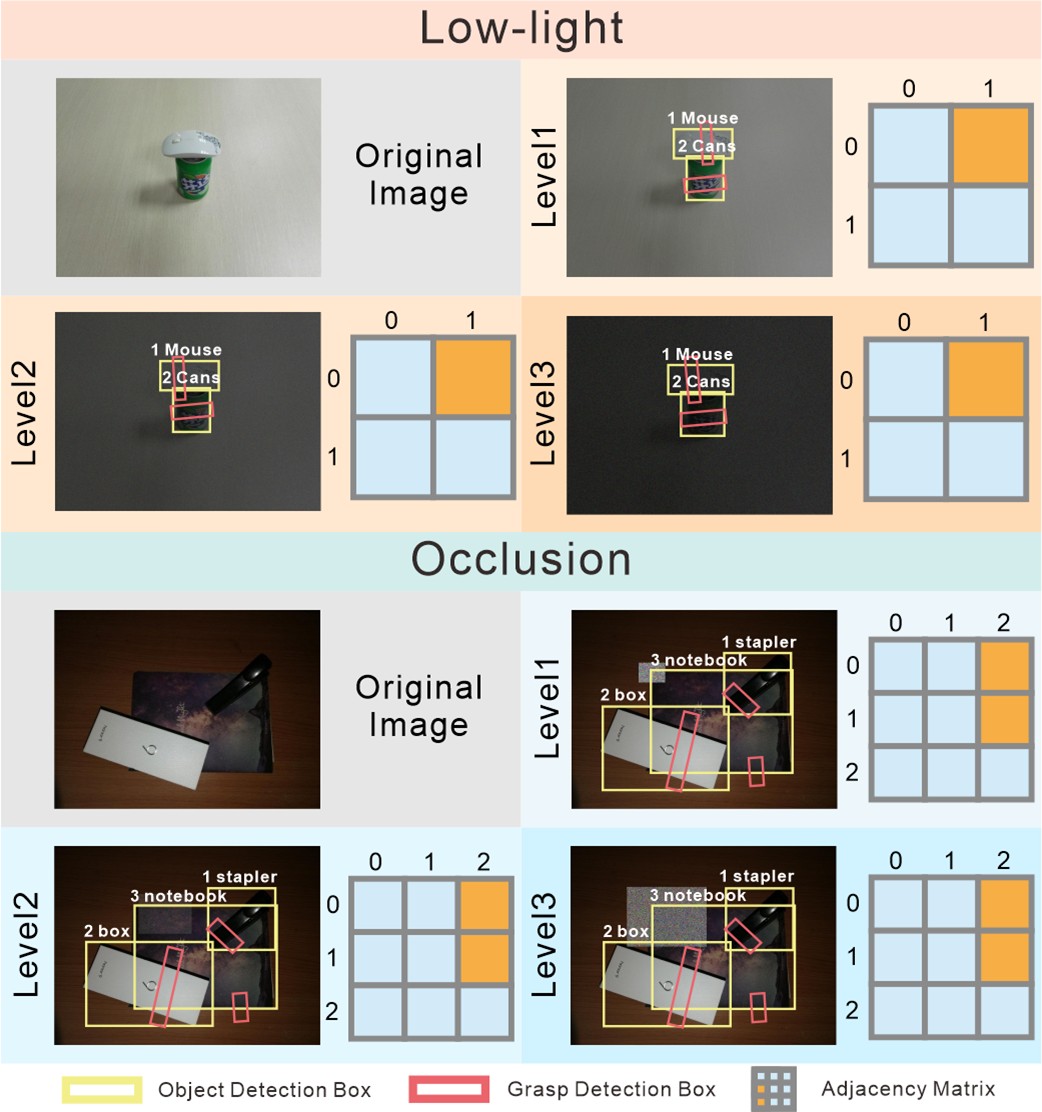 Low-light
Original
Image
Level1
1 Mouse
2 Cans
0 1
0
1
Level2
1 Mouse
2 Cans
0 1
0
1
Level3
1 Mouse
2 Cans
0 1
0
1
Occlusion
Original
Image
Level1
1 stapler
3 notebook
2 box
0 1 2
0
1
2
Level2
1 stapler
3 notebook
2 box
0 1 2
0
1
2
Level3
1 stapler
3 notebook
2 box
0 1 2
0
1
2
Object Detection Box
Grasp Detection Box
Adjacency Matrix